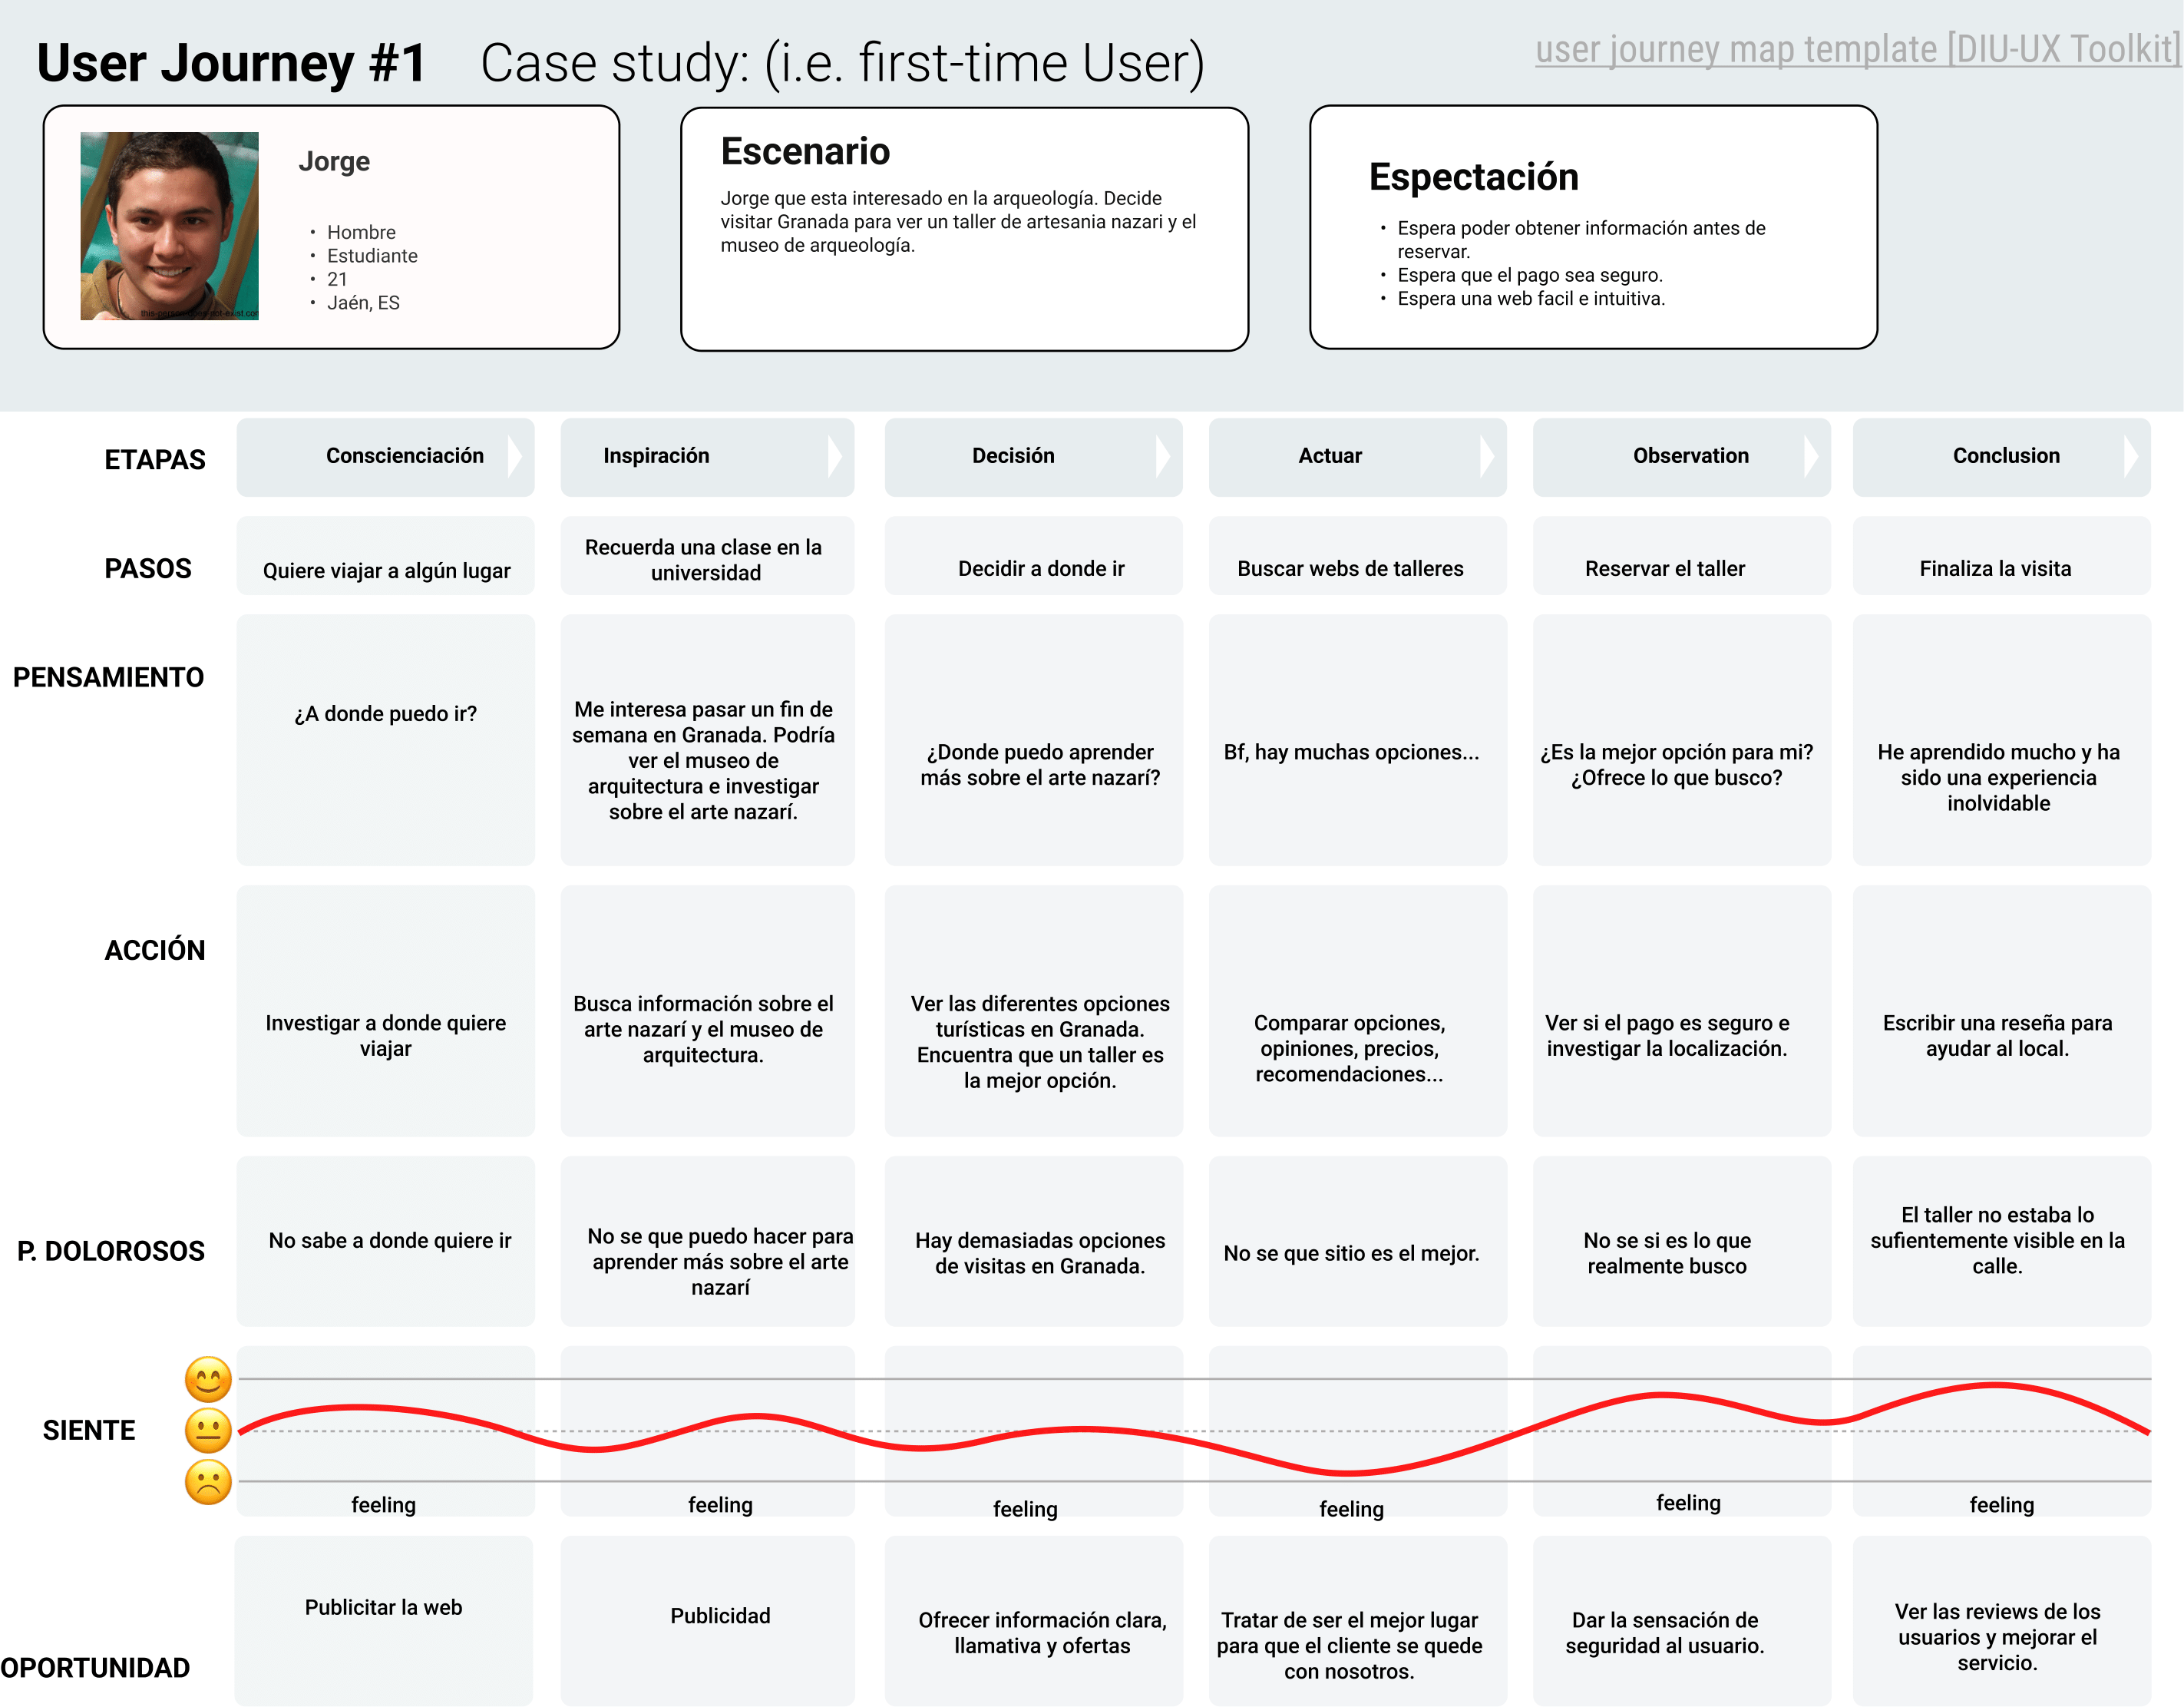 User Journey #1 Case study: (i.e. first-time User)
user journey map template [DIU-UX Toolkit]
Jorge
• Hombre
• Estudiante
• 21
• Jaén, ES
Escenario
Jorge que esta interesado en la arqueología. Decide
visitar Granada para ver un taller de artesania nazari y el
museo de arqueología.
Espectación
• Espera poder obtener información antes de
reservar.
• Espera que el pago sea seguro.
• Espera una web facil e intuitiva.
ETAPAS
Conscienciación
Inspiración
Decisión
Actuar
Observation
Conclusion
PASOS
Quiere viajar a algún lugar
Recuerda una clase en la
universidad
Decidir a donde ir
Buscar webs de talleres
Reservar el taller
Finaliza la visita
PENSAMIENTO
¿A donde puedo ir?
Me interesa pasar un fin de
semana en Granada. Podría
ver el museo de
arquitectura e investigar
sobre el arte nazarí.
¿Donde puedo aprender
más sobre el arte nazarí?
Bf, hay muchas opciones...
¿Es la mejor opción para mi?
¿Ofrece lo que busco?
He aprendido mucho y ha
sido una experiencia
inolvidable
ACCIÓN
Investigar a donde quiere
viajar
Busca información sobre el
arte nazarí y el museo de
arquitectura.
Ver las diferentes opciones
turísticas en Granada.
Encuentra que un taller es
la mejor opción.
Comparar opciones,
opiniones, precios,
recomendaciones...
Ver si el pago es seguro e
investigar la localización.
Escribir una reseña para
ayudar al local.
P. DOLOROSOS
No sabe a donde quiere ir
No se que puedo hacer para
aprender más sobre el arte
nazarí
Hay demasiadas opciones
de visitas en Granada.
No se que sitio es el mejor.
No se si es lo que
realmente busco
El taller no estaba lo
sufientemente visible en la
calle.
SIENTE
feeling
feeling
feeling
feeling
feeling
feeling
OPORTUNIDAD
Publicitar la web
Publicidad
Ofrecer información clara,
llamativa y ofertas
Tratar de ser el mejor lugar
para que el cliente se quede
con nosotros.
Dar la sensación de
seguridad al usuario.
Ver las reviews de los
usuarios y mejorar el
servicio.